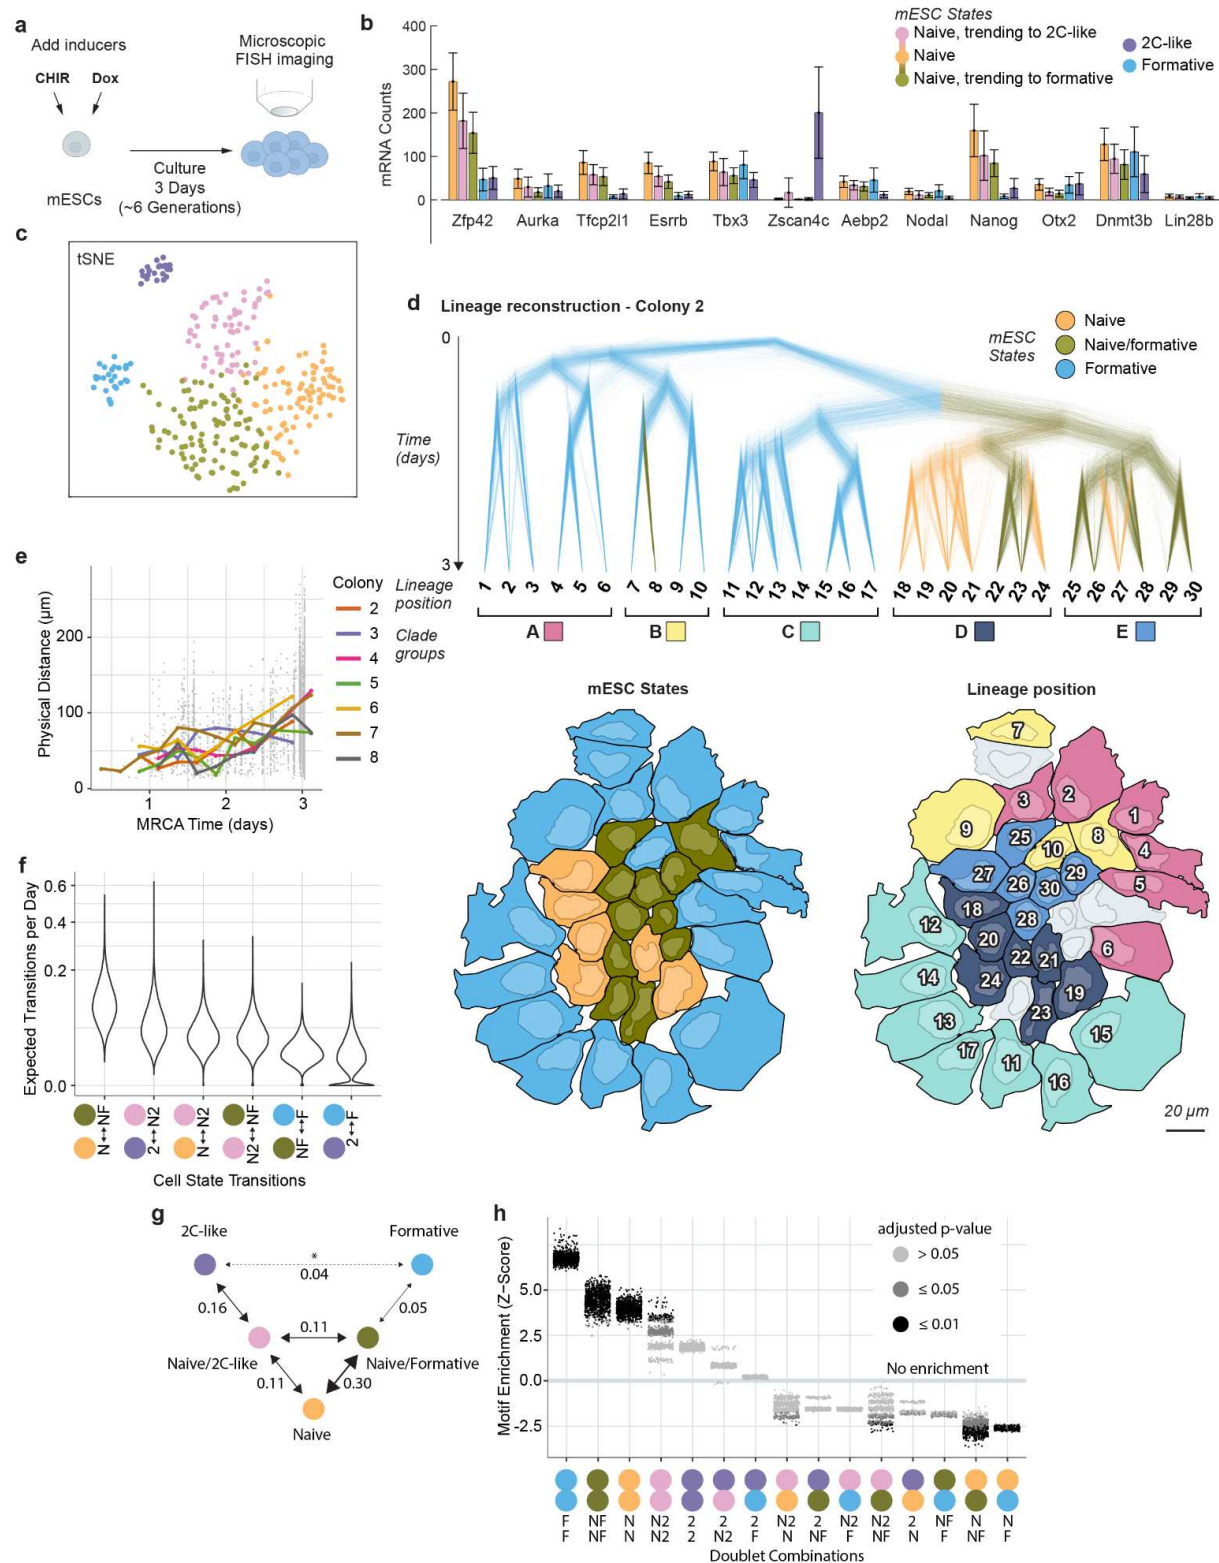 a
Add inducers
CHIR Dox
Microscopic
FISH imaging
mESCs
Culture
3 Days
(~6 Generations)
b
mESC States
Naive, trending to 2C-like
Naive
Naive, trending to formative
2C-like
Formative
mRNA Counts
400
300
200
100
0
Zfp42 Aurka Tfcp2l1 Esrrb Tbx3 Zscan4c Aebp2 Nodal Nanog Otx2 Dnmt3b Lin28b
c
tSNE
d Lineage reconstruction - Colony 2
mESC
States
Naive
Naive/formative
Formative
0
Time
(days)
3
Lineage
position
1 2 3 4 5 6 7 8 9 10 11 12 13 14 15 16 17 18 19 20 21 22 23 24 25 26 27 28 29 30
Clade
groups
A B C D E
e
Physical Distance (µm)
200
100
0
1 2 3
MRCA Time (days)
Colony
2
3
4
5
6
7
8
mESC States
Lineage position
7
3 2 1
9 25 10 8 4
27 26 30 29 5
12 18 28
20 22 21 6
14 24 19
13 23 15
17 11 16
20 µm
f
Expected Transitions per Day
0.6
0.4
0.2
0.0
N↔NF 2↔N2 N↔N2 N2↔NF NF↔F 2↔F
Cell State Transitions
g
2C-like Formative
*
0.04
0.16 0.11 0.05
Naive/2C-like Naive/Formative
0.11 0.30
Naive
h
Motif Enrichment (Z−Score)
5.0
2.5
0.0
-2.5
adjusted p-value
> 0.05
≤ 0.05
≤ 0.01
No enrichment
F NF N N2 2 2 2 N2 2 N2 N2 2 NF N N
F NF N N2 2 N2 F N NF F NF N F NF F
Doublet Combinations